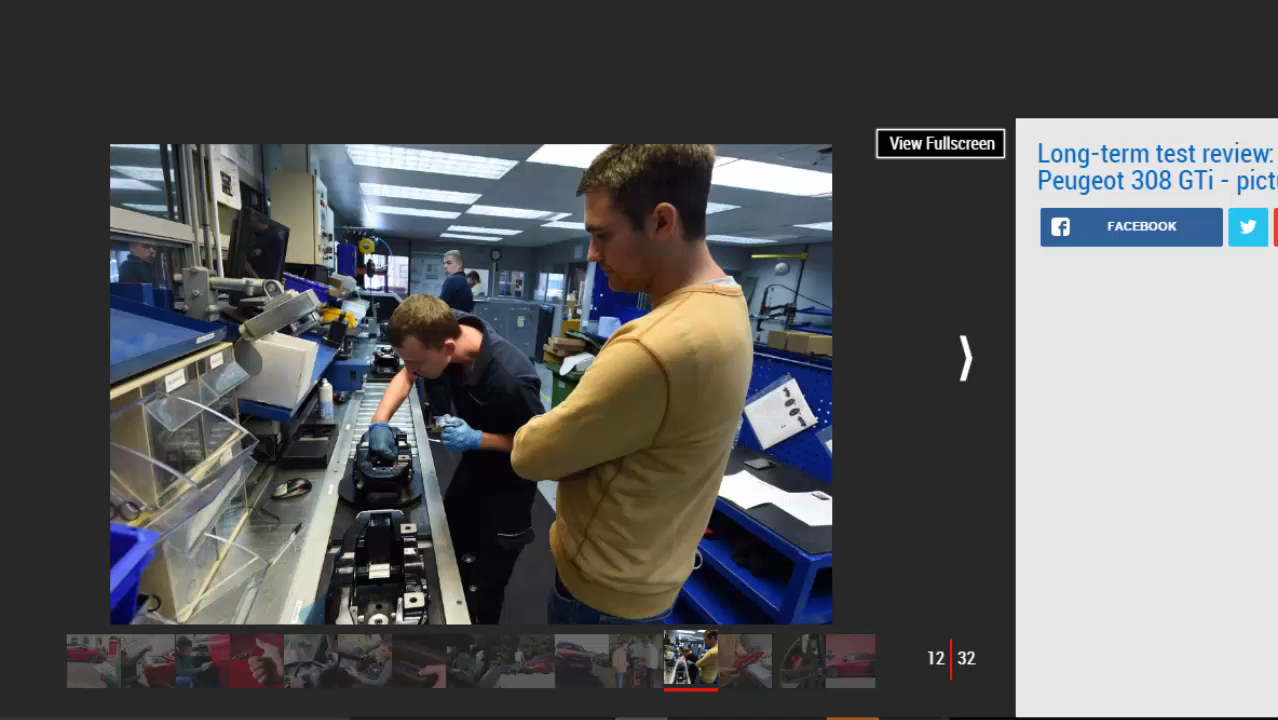 View Fullscreen
Long-term test review:
Peugeot 308 GTi - pict
FACEBOOK
12 32